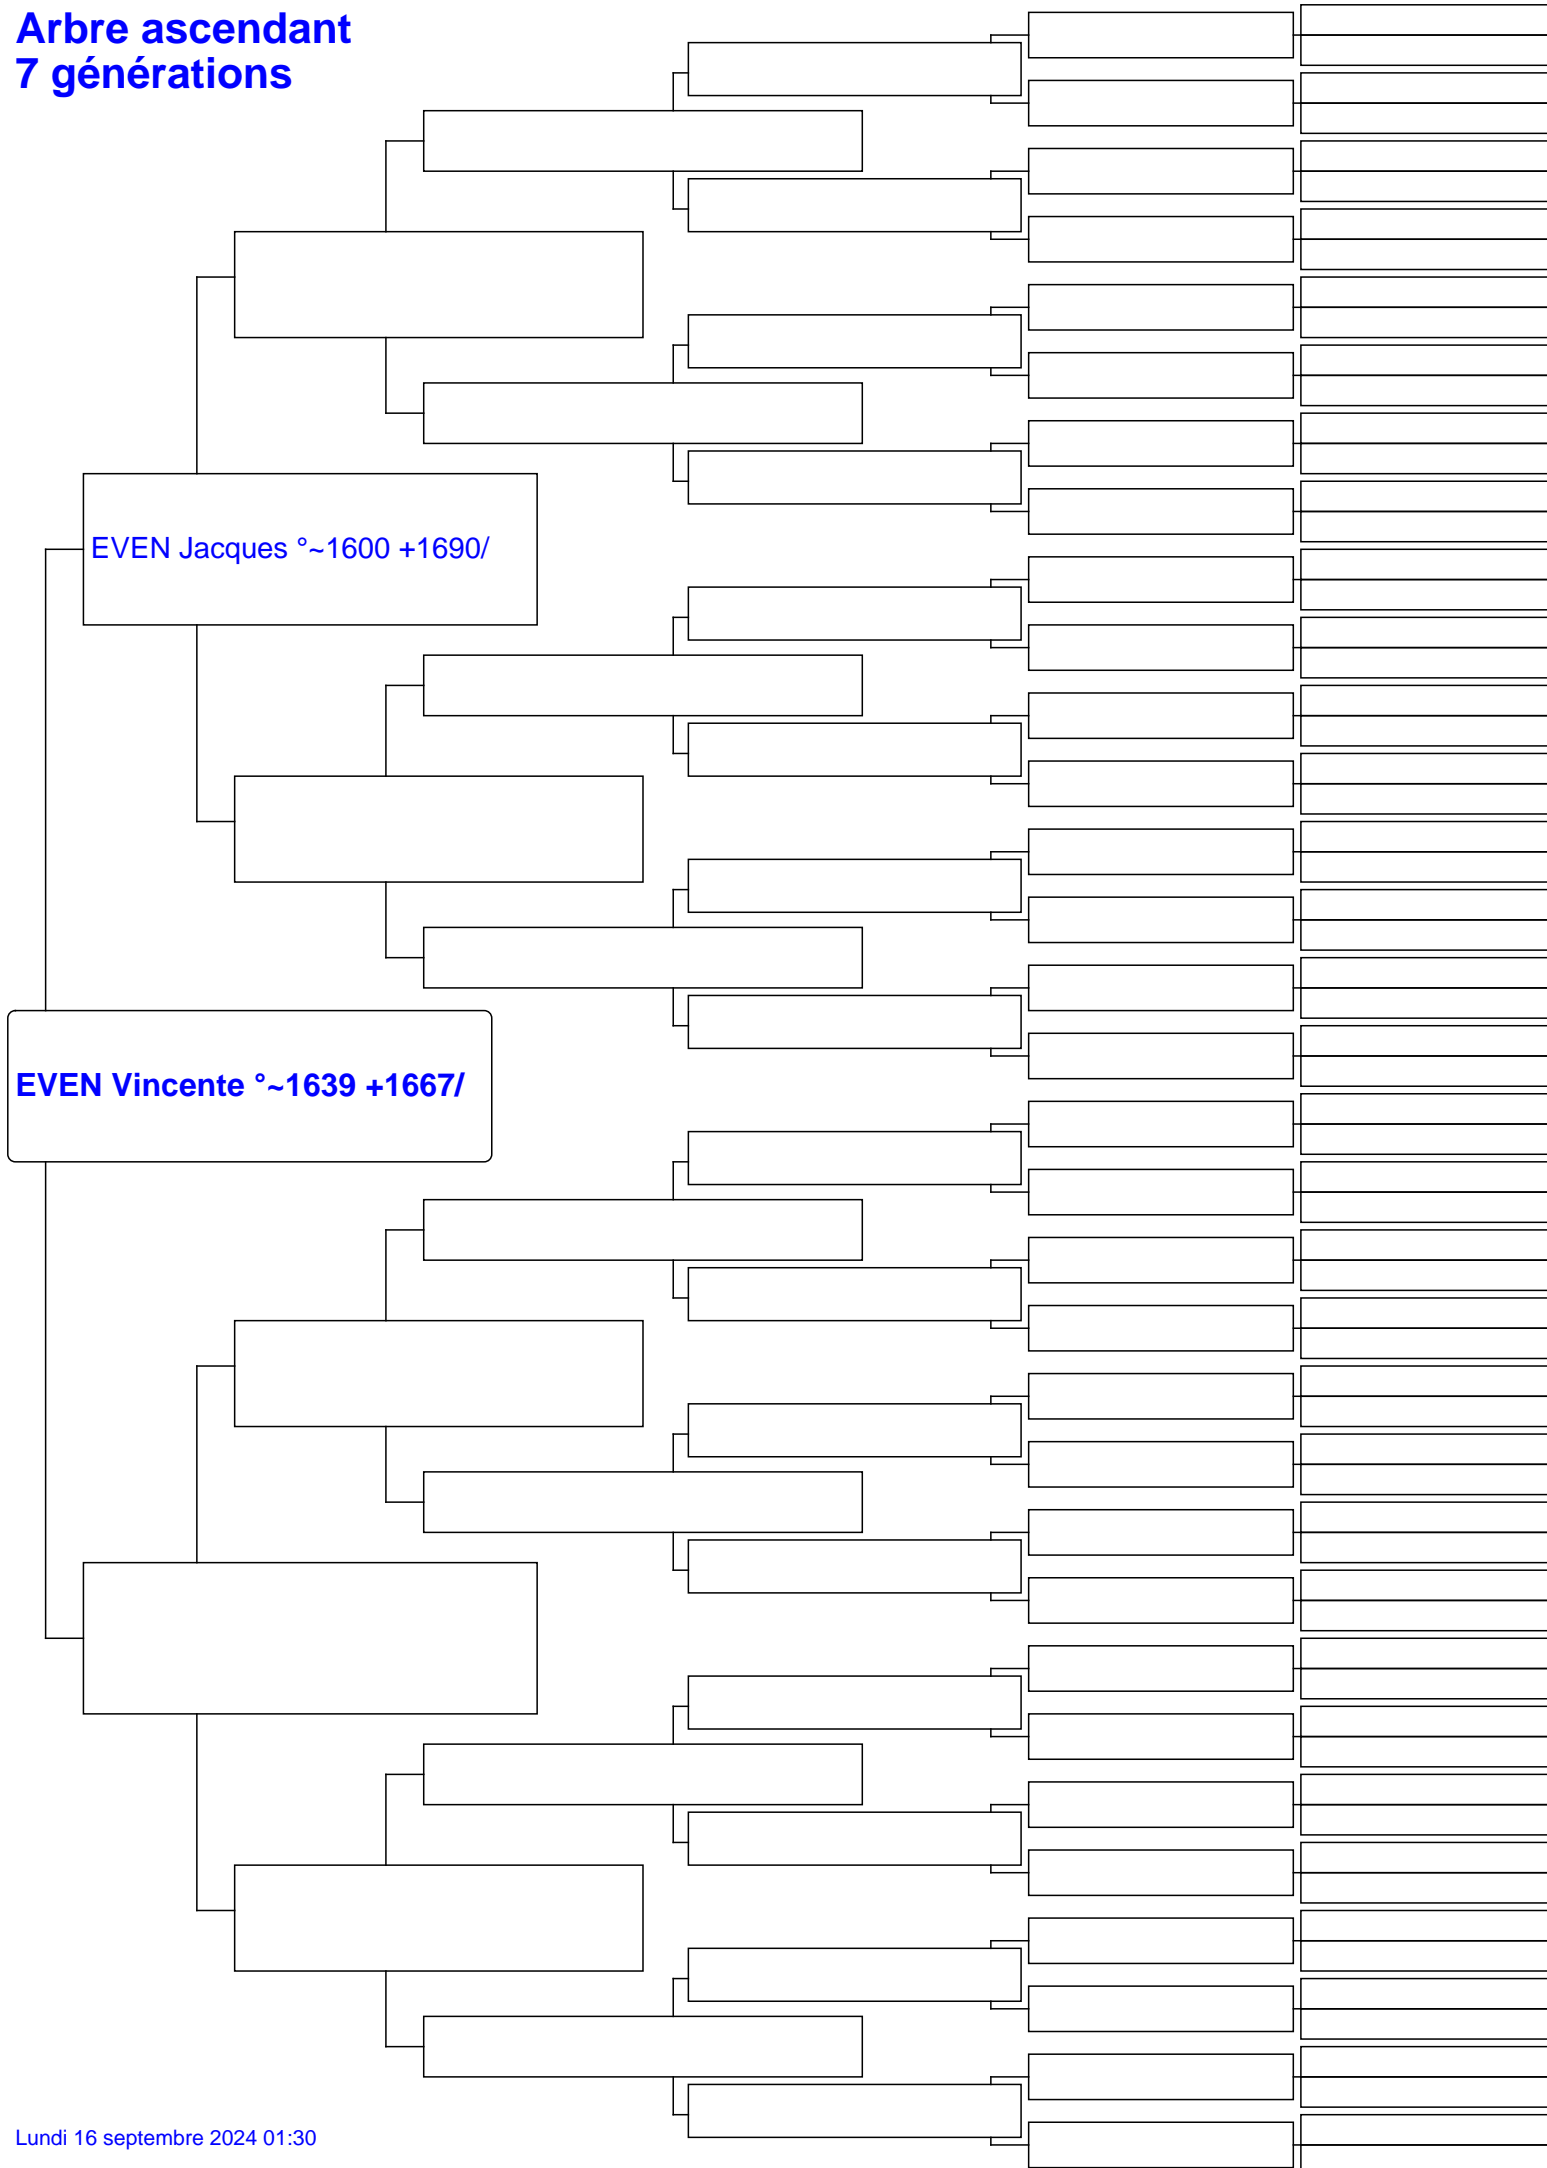 Arbre ascendant
7 générations
EVEN Jacques °~1600 +1690/
EVEN Vincente °~1639 +1667/
Lundi 16 septembre 2024 01:30